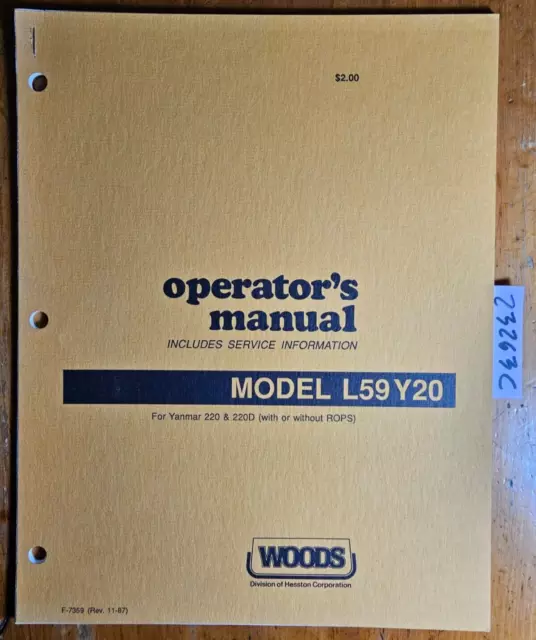 $2.00
operator's
manual
INCLUDES SERVICE INFORMATION
MODEL L59 Y20
For Yanmar 220 & 220D (with or without ROPS)
WOODS
Division of Hesston Corporation
E-7359 (Rev. 11-87)
23263C